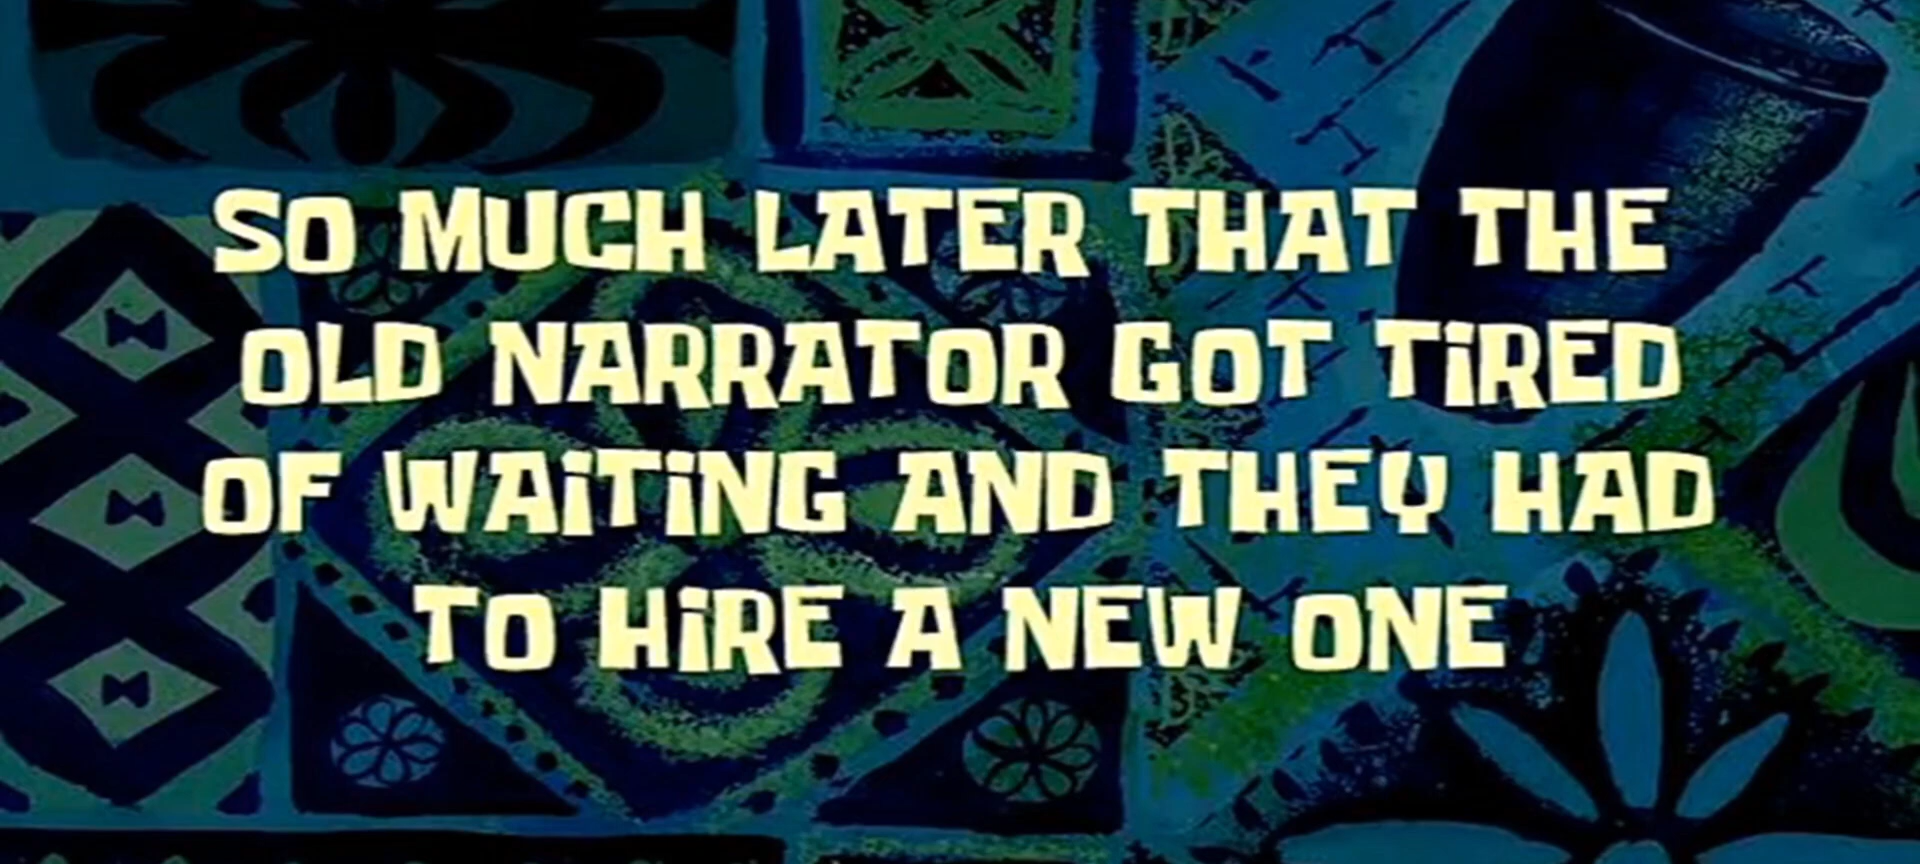 SO MUCH LATER THAT THE
OLD NARRATOR GOT TiRED
OF WAiTiNG AND THEY HAD
TO HiRE A NEW ONE